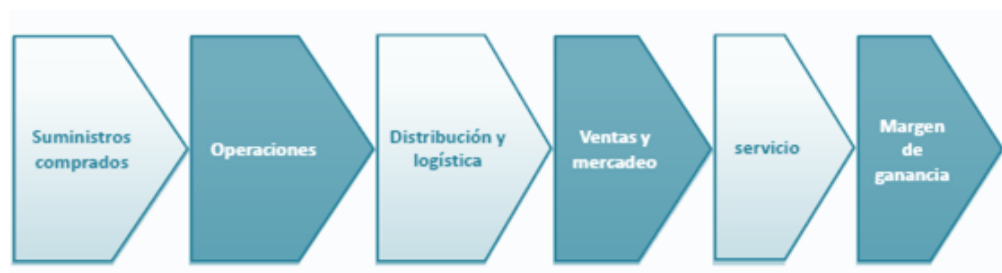 Suministros
comprados
Operaciones
Distribución y
logística
Ventas y
mercadeo
servicio
Margen
de
ganancia